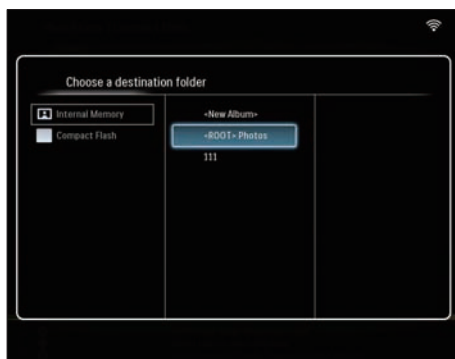 Choose a destination folder
Internal Memory
Compact Flash
<New Album>
<ROOT> Photos
111